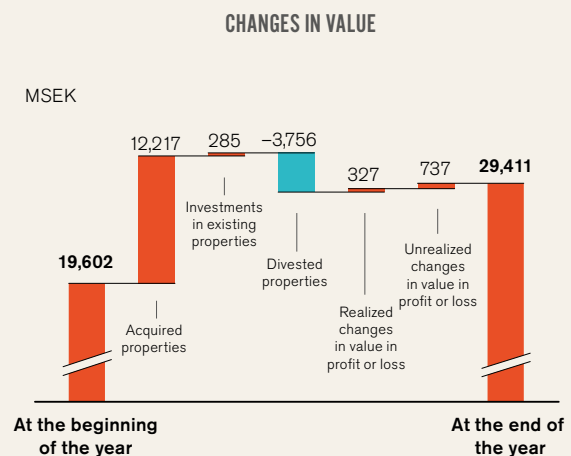 CHANGES IN VALUE
MSEK
12,217
285
–3,756
327
737
29,411
19,602
Investments
in existing
properties
Divested
properties
Unrealized
changes
in value in
profit or loss
Realized
changes
in value in
profit or loss
Acquired
properties
At the beginning
of the year
At the end of
the year